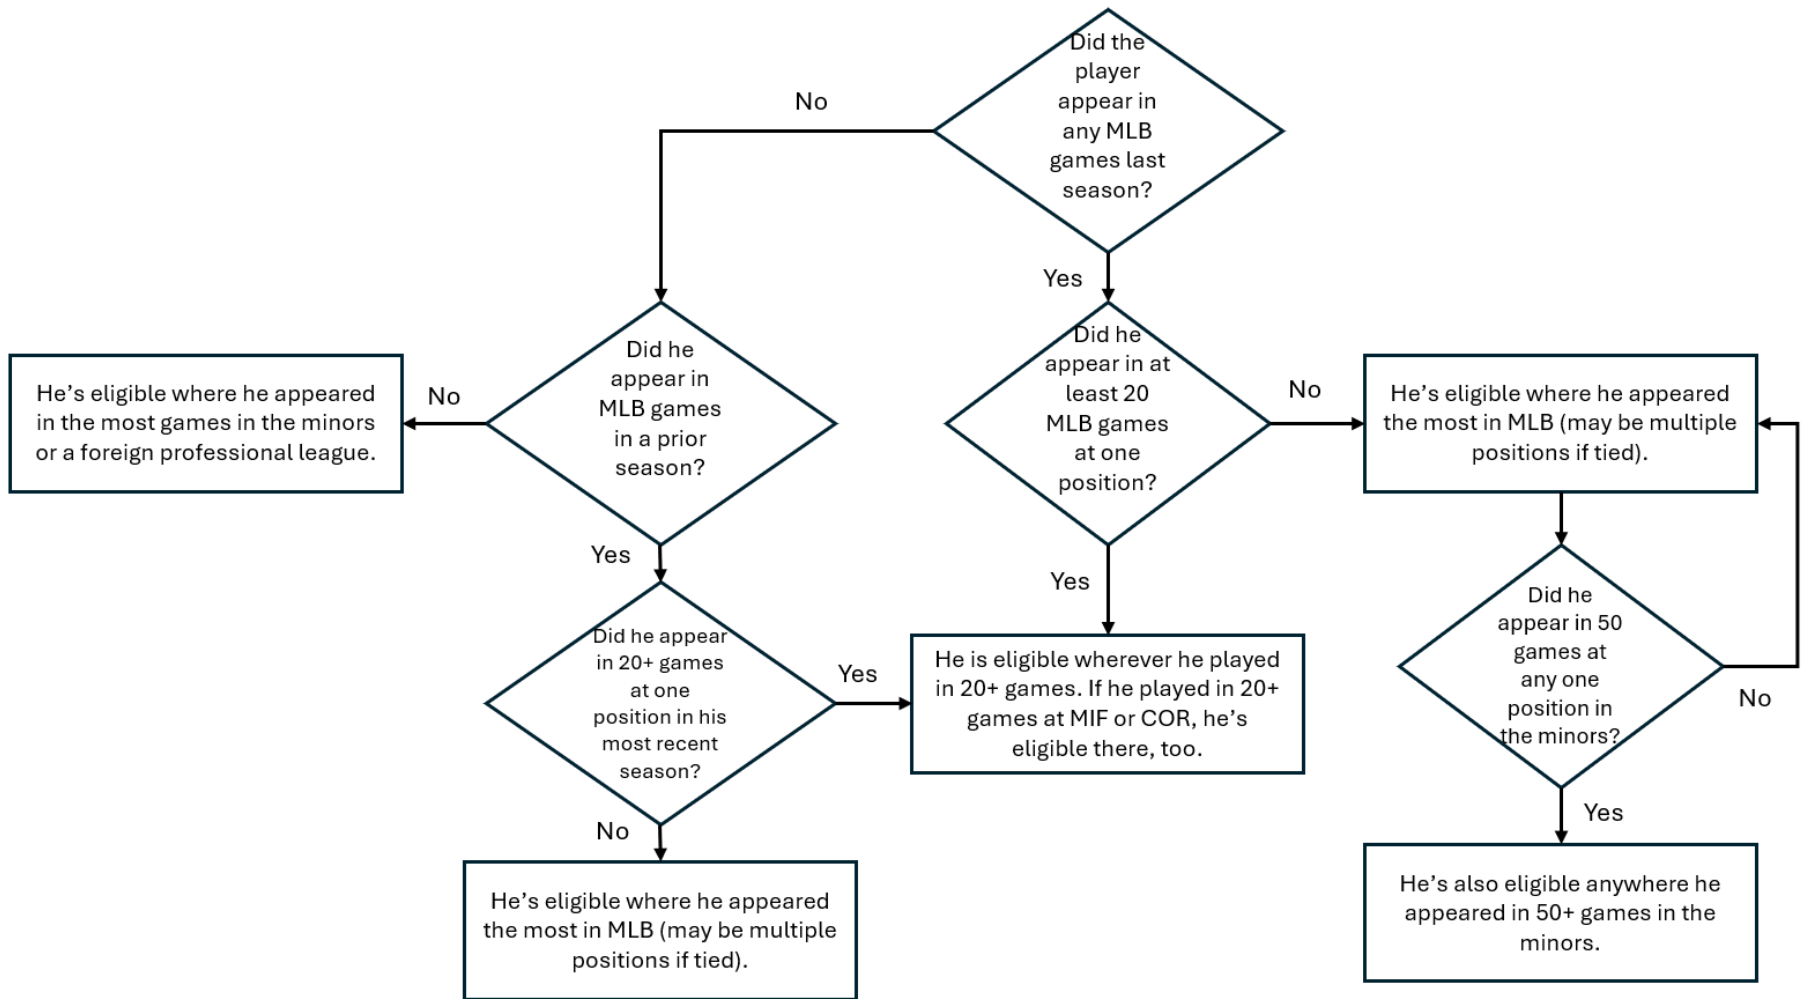 Did the
player
appear in
any MLB
games last
season?
No
Yes
Did he
appear in
MLB games
in a prior
season?
No
He’s eligible where he appeared
in the most games in the minors
or a foreign professional league.
Yes
Did he appear
in 20+ games
at one
position in his
most recent
season?
Yes
No
He’s eligible where he appeared
the most in MLB (may be multiple
positions if tied).
Did he
appear in at
least 20
MLB games
at one
position?
No
Yes
He is eligible wherever he played
in 20+ games. If he played in 20+
games at MIF or COR, he’s
eligible there, too.
He’s eligible where he appeared
the most in MLB (may be multiple
positions if tied).
Did he
appear in 50
games at
any one
position in
the minors?
No
Yes
He’s also eligible anywhere he
appeared in 50+ games in the
minors.